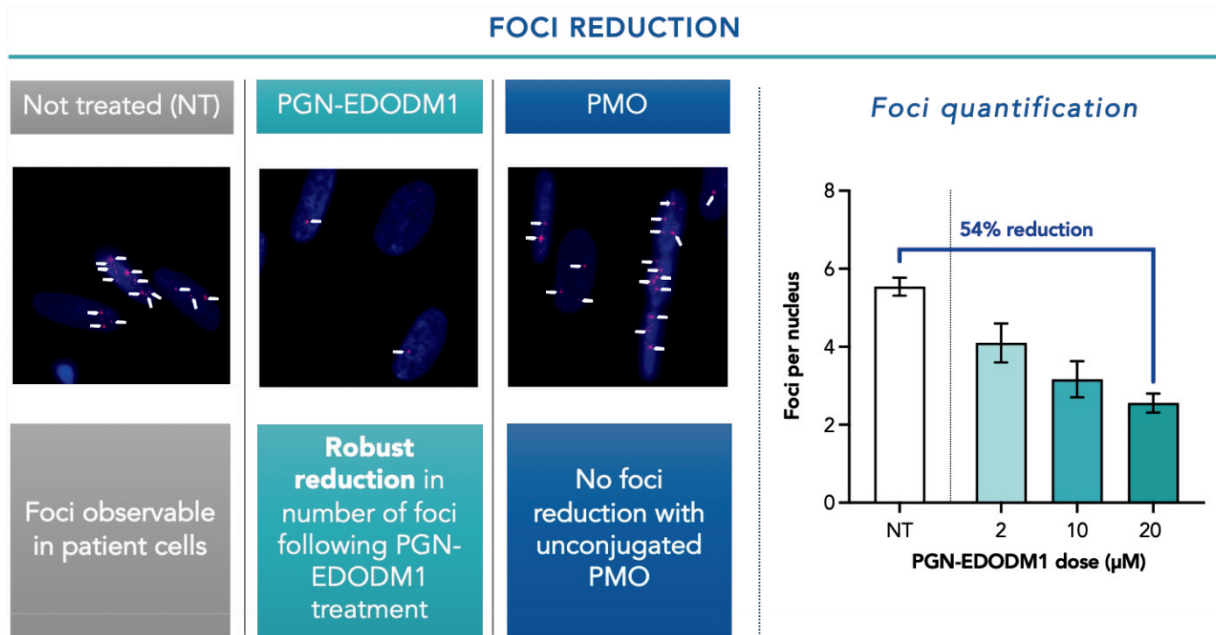 FOCI REDUCTION
Not treated (NT)
PGN-EDODM1
PMO
Foci observable
in patient cells
Robust
reduction in
number of foci
following PGN-
EDODM1
treatment
No foci
reduction with
unconjugated
PMO
Foci quantification
54% reduction
Foci per nucleus
8
6
4
2
0
NT
2
10
20
PGN-EDODM1 dose (μM)